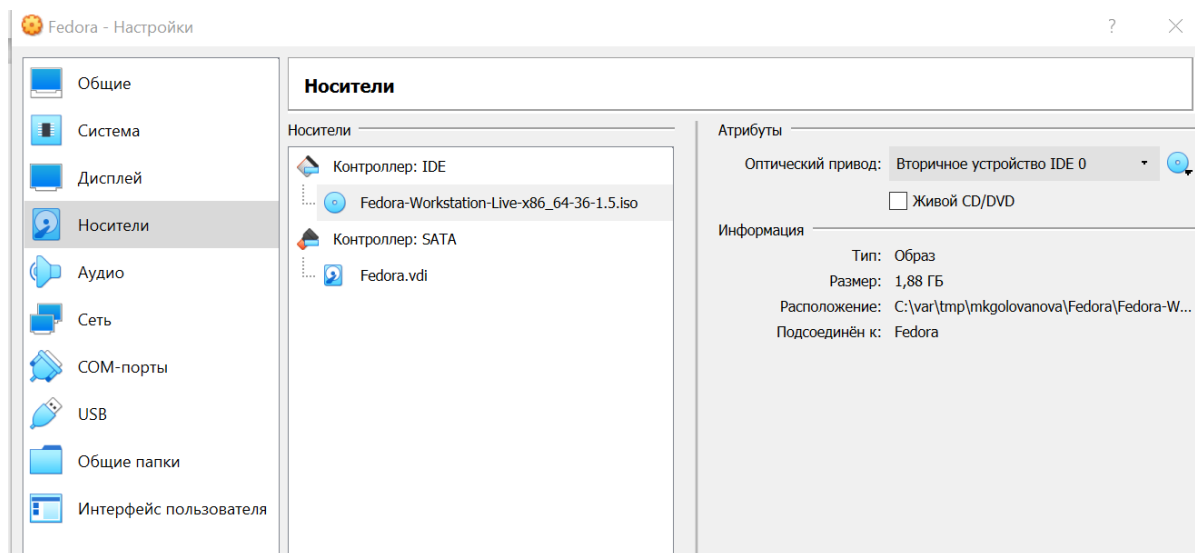 Fedora - Настройки
?
Общие
Система
Дисплей
Носители
Аудио
Сеть
COM-порты
USB
Общие папки
Интерфейс пользователя
Носители
Носители
Контроллер: IDE
Fedora-Workstation-Live-x86_64-36-1.5.iso
Контроллер: SATA
Fedora.vdi
Атрибуты
Оптический привод: Вторичное устройство IDE 0
Живой CD/DVD
Информация
Тип: Образ
Размер: 1,88 ГБ
Расположение: C:\var\tmp\mkgolovanova\Fedora\Fedora-W...
Подсоединён к: Fedora